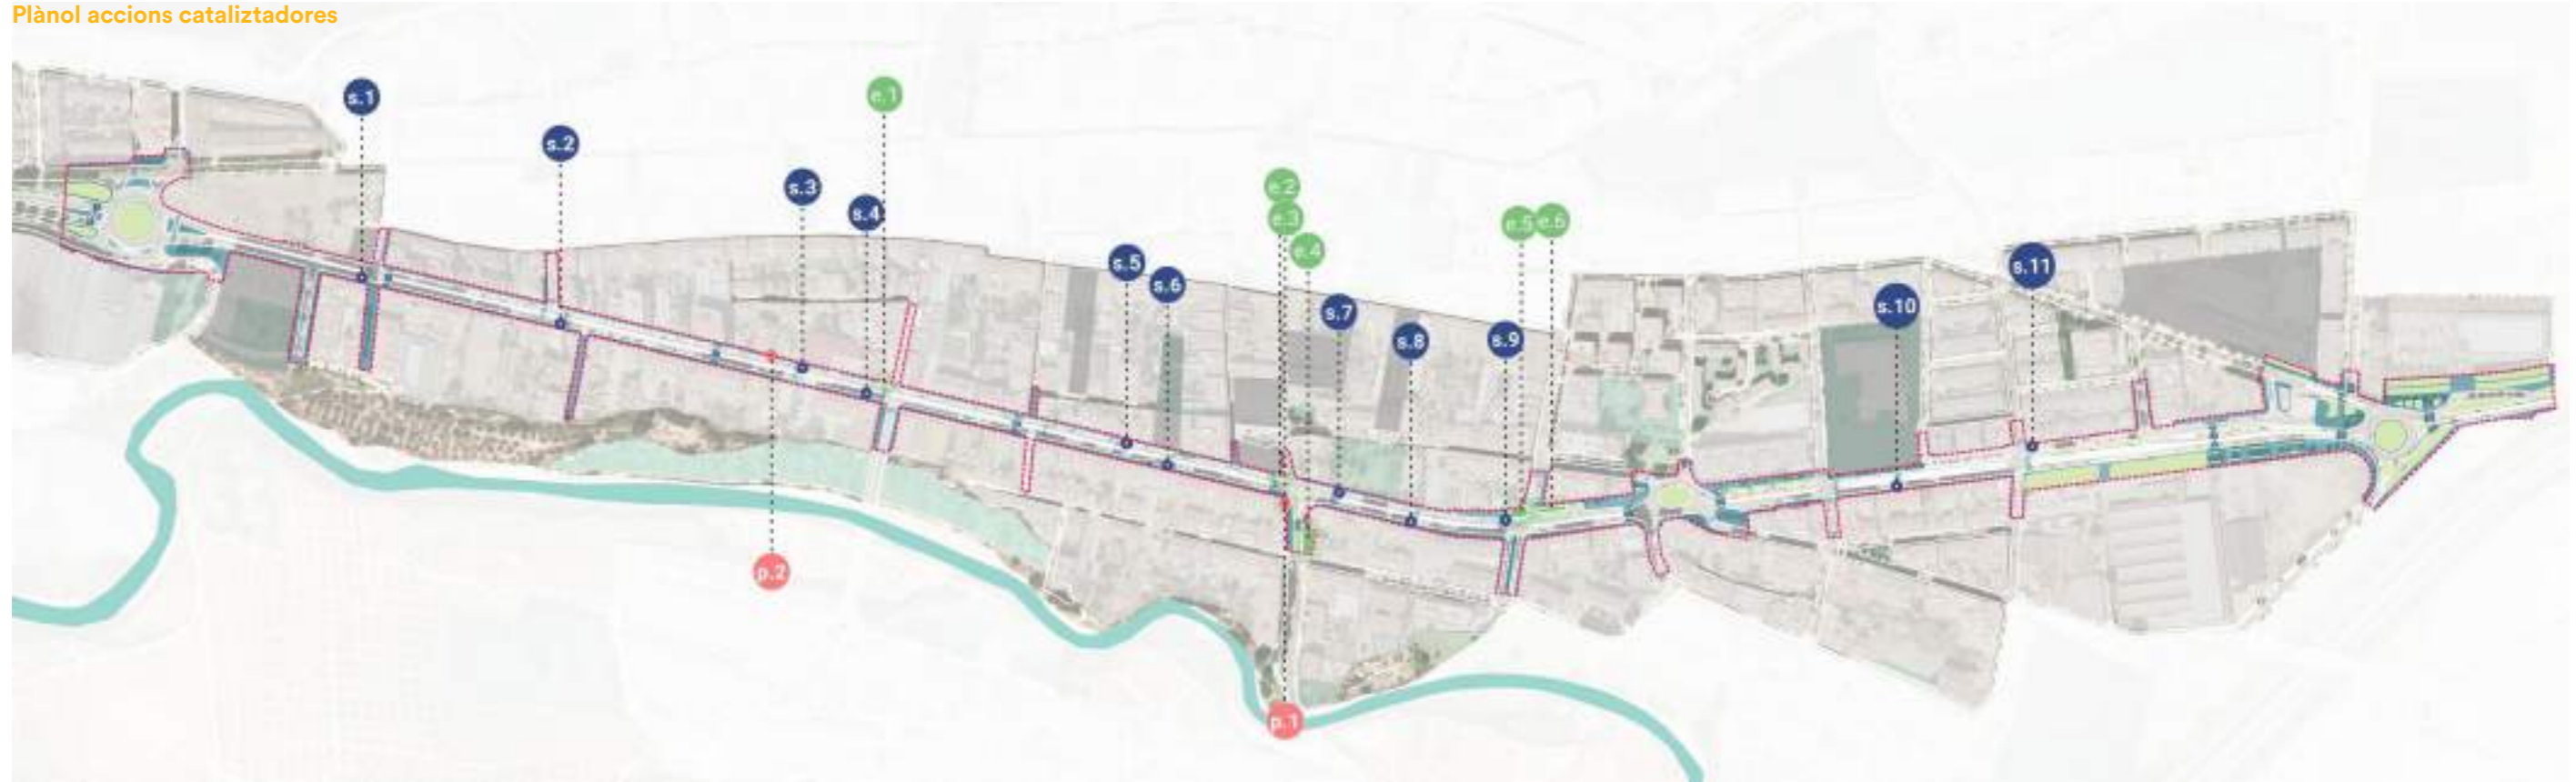 Plànol accions cataliztadores
s.1
e.1
s.2
s.3
e.2
s.4
e.3
e.5
e.6
e.4
s.5
s.11
s.6
s.10
s.7
s.8
s.9
p.2
p.1